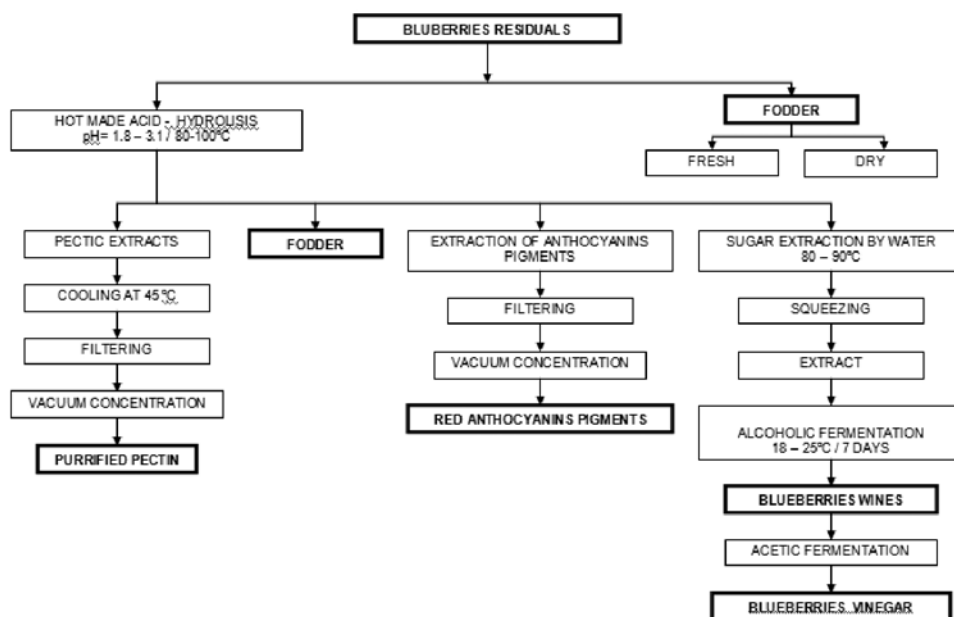 BLUBERRIES RESIDUALS
HOT MADE ACID - HYDROLISIS
pH= 1.8 – 3.1 / 80-100ºC
FODDER
FRESH
DRY
PECTIC EXTRACTS
FODDER
EXTRACTION OF ANTHOCYANINS
PIGMENTS
SUGAR EXTRACTION BY WATER
80 – 90ºC
COOLING AT 45ºC
FILTERING
SQUEEZING
FILTERING
VACUUM CONCENTRATION
EXTRACT
VACUUM CONCENTRATION
RED ANTHOCYANINS PIGMENTS
ALCOHOLIC FERMENTATION
18 – 25ºC / 7 DAYS
PURRIFIED PECTIN
BLUEBERRIES WINES
ACETIC FERMENTATION
BLUEBERRIES VINEGAR